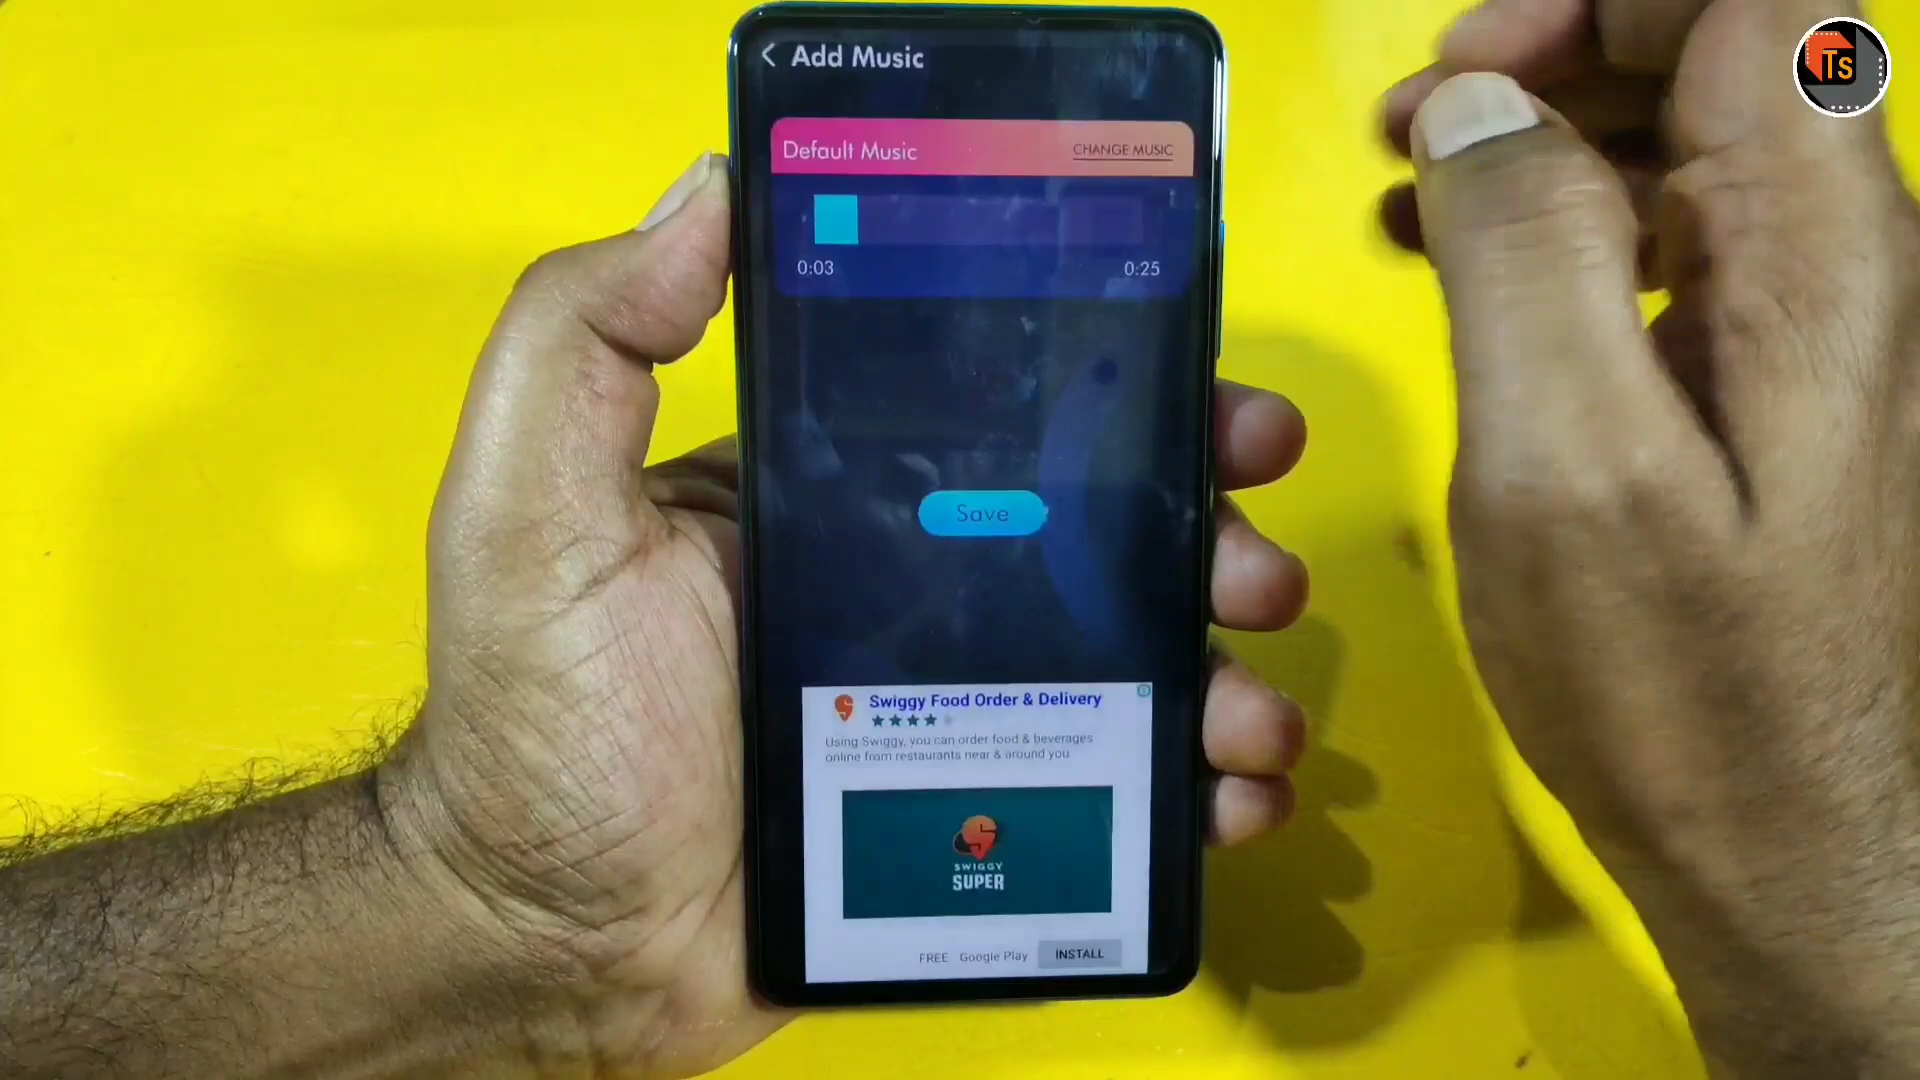 Add Music
Default Music
CHANGE MUSIC
0:03
0:25
Save
Swiggy Food Order & Delivery
Using Swiggy, you can order food & beverages
online from restaurants near & around you
SWIGGY
SUPER
FREE Google Play INSTALL
Ts